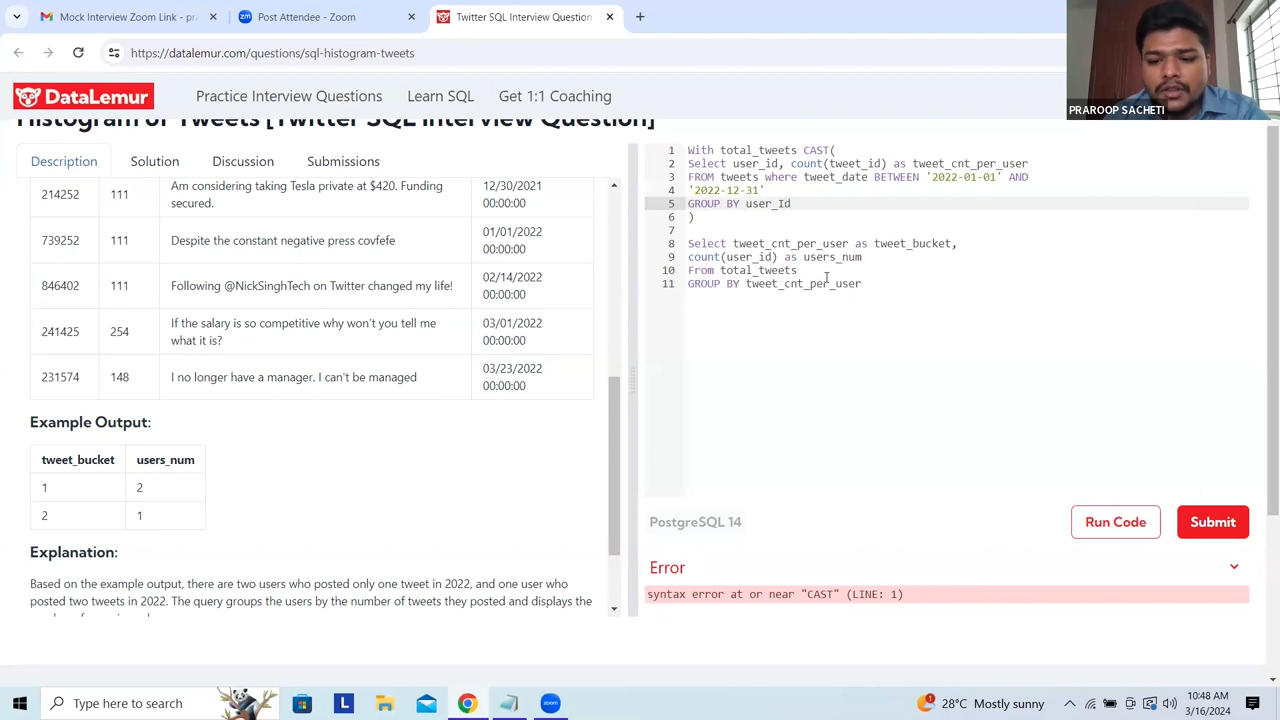 Mock Interview Zoom Link - pr
Post Attendee - Zoom
Twitter SQL Interview Question
https://datalemur.com/questions/sql-histogram-tweets
PRAROOP SACHETI
DataLemur
Practice Interview Questions
Learn SQL
Get 1:1 Coaching
Histogram of Tweets [Twitter SQL Interview Question]
Description
Solution
Discussion
Submissions
214252 111 Am considering taking Tesla private at $420. Funding 12/30/2021
secured. 00:00:00
739252 111 Despite the constant negative press covfefe 01/01/2022
00:00:00
846402 111 Following @NickSinghTech on Twitter changed my life! 02/14/2022
00:00:00
241425 254 If the salary is so competitive why won't you tell me 03/01/2022
what it is? 00:00:00
231574 148 I no longer have a manager. I can't be managed 03/23/2022
00:00:00
Example Output:
tweet_bucket users_num
1 2
2 1
Explanation:
Based on the example output, there are two users who posted only one tweet in 2022, and one user who
posted two tweets in 2022. The query groups the users by the number of tweets they posted and displays the
1 With total_tweets CAST(
2 Select user_id, count(tweet_id) as tweet_cnt_per_user
3 FROM tweets where tweet_date BETWEEN '2022-01-01' AND
4 '2022-12-31'
5 GROUP BY user_Id
6 )
7
8 Select tweet_cnt_per_user as tweet_bucket,
9 count(user_id) as users_num
10 From total_tweets
11 GROUP BY tweet_cnt_per_user
PostgreSQL 14
Run Code
Submit
Error
syntax error at or near "CAST" (LINE: 1)
Type here to search
28°C Mostly sunny
10:48 AM
3/16/2024